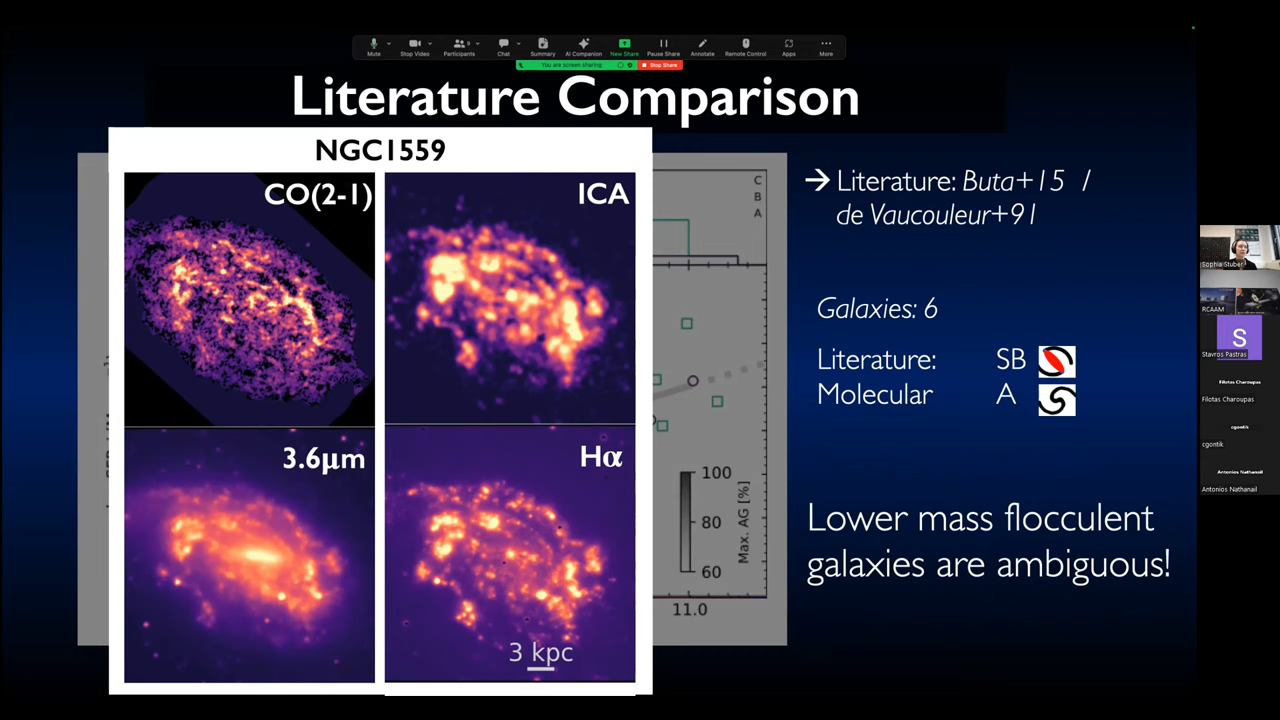 Mute
Stop Video
Participants
9
Chat
Summary
AI Companion
New Share
Pause Share
Annotate
Remote Control
Apps
More
You are screen sharing
Stop Share
Literature Comparison
NGC1559
CO(2-1)
ICA
3.6μm
Hα
3 kpc
C
B
A
100
80
60
Max. AG [%]
11.0
→ Literature: Buta+15 /
de Vaucouleur+91
Galaxies: 6
Literature: SB
Molecular A
Lower mass flocculent
galaxies are ambiguous!
Sophia Stuber
RCAAM
S
Stavros Pastras
Filotas Charoupas
Filotas Charoupas
cgontik
cgontik
Antonios Nathanail
Antonios Nathanail